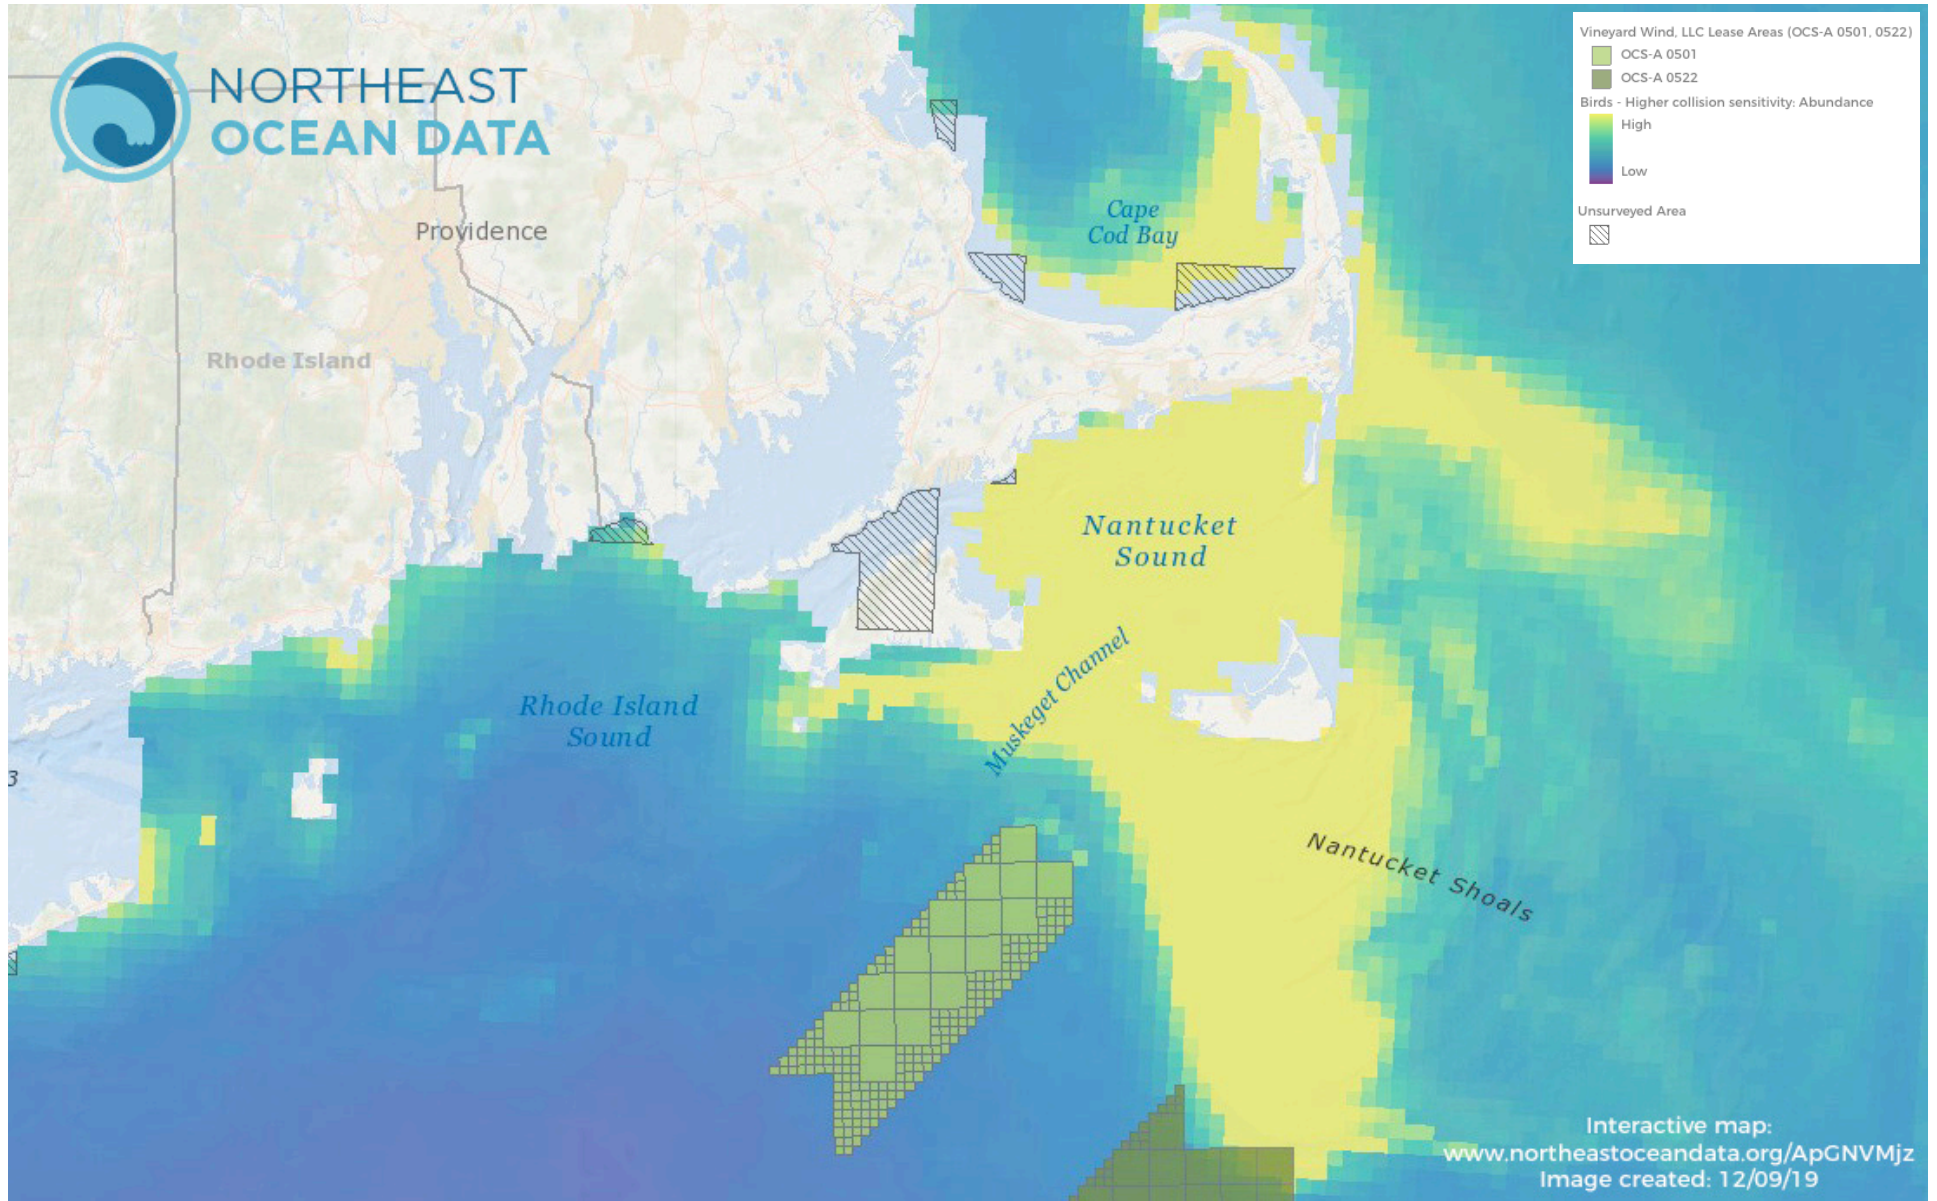 NORTHEAST
OCEAN DATA
Vineyard Wind, LLC Lease Areas (OCS-A 0501, 0522)
OCS-A 0501
OCS-A 0522
Birds - Higher collision sensitivity: Abundance
High
Low
Unsurveyed Area
Cape
Cod Bay
Providence
Rhode Island
Nantucket
Sound
Muskeget Channel
Rhode Island
Sound
3
Nantucket Shoals
Interactive map:
www.northeastoceandata.org/ApGNVMjz
Image created: 12/09/19